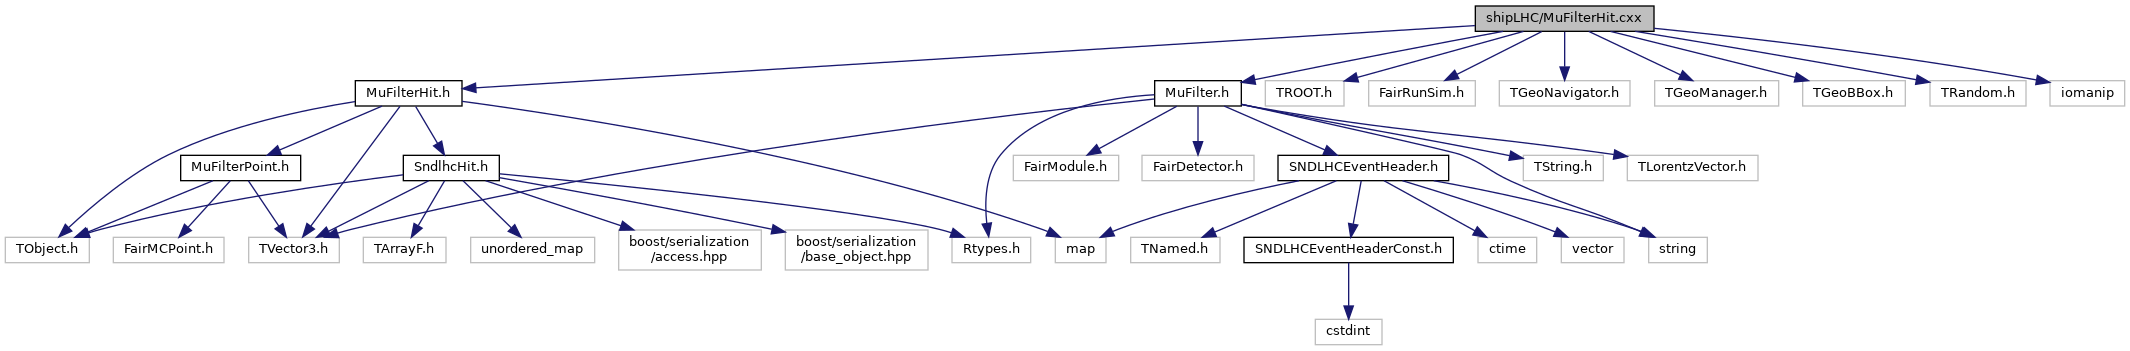 shipLHC/MuFilterHit.cxx
MuFilterHit.h
MuFilter.h
TROOT.h
FairRunSim.h
TGeoNavigator.h
TGeoManager.h
TGeoBBox.h
TRandom.h
iomanip
MuFilterPoint.h
SndlhcHit.h
FairModule.h
FairDetector.h
SNDLHCEventHeader.h
TString.h
TLorentzVector.h
TObject.h
FairMCPoint.h
TVector3.h
TArrayF.h
unordered_map
boost/serialization
/access.hpp
boost/serialization
/base_object.hpp
Rtypes.h
map
TNamed.h
SNDLHCEventHeaderConst.h
ctime
vector
string
cstdint